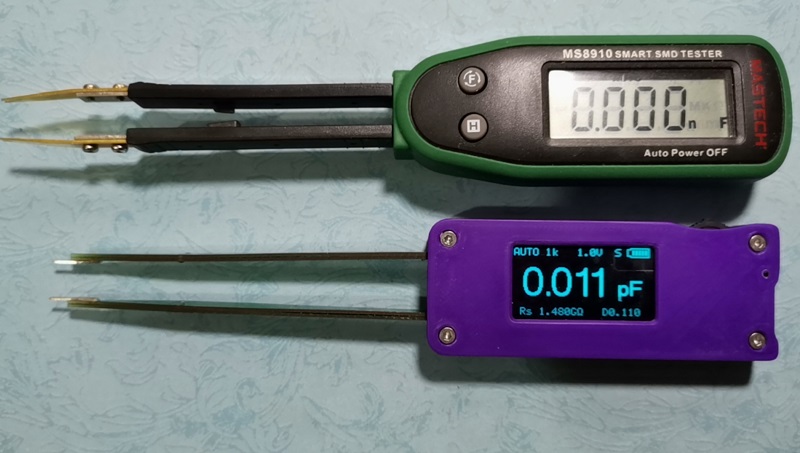 MS8910 SMART SMD TESTER
F
H
0.000 n F
MASTECH
Auto Power OFF
AUTO 1k 1.0V S
0.011 pF
Rs 1.480GΩ D0.110